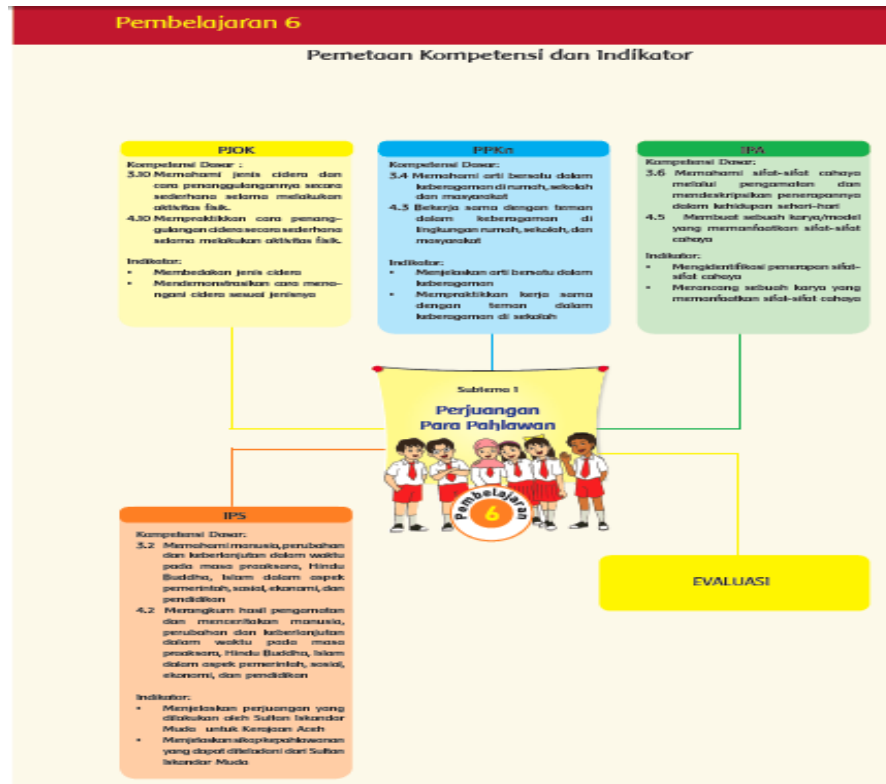 Pembelajaran 6
Pemetaan Kompetensi dan Indikator
PJOK
Kompetensi Dasar :
3.10 Memahami jenis cidera dan
cara penanggulangannya secara
sederhana selama melakukan
aktivitas fisik.
4.10 Mempraktikkan cara penang-
gulangan cidera secara sederhana
selama melakukan aktivitas fisik.
Indikator:
• Membedakan jenis cidera
• Mendemonstrasikan cara mena-
ngani cidera sesuai jenisnya
PPKn
Kompetensi Dasar:
3.4 Memahami arti bersatu dalam
keberagaman di rumah, sekolah
dan masyarakat
4.3 Bekerja sama dengan teman
dalam keberagaman di
lingkungan rumah, sekolah, dan
masyarakat
Indikator:
• Menjelaskan arti bersatu dalam
keberagaman
• Mempraktikkan kerja sama
dengan teman dalam
keberagaman di sekolah
IPA
Kompetensi Dasar:
3.6 Memahami sifat-sifat cahaya
melalui pengamatan dan
mendeskripsikan penerapannya
dalam kehidupan sehari-hari
4.5 Membuat sebuah karya/model
yang memanfaatkan sifat-sifat
cahaya
Indikator:
• Mengidentifikasi penerapan sifat-
sifat cahaya
• Merancang sebuah karya yang
memanfaatkan sifat-sifat cahaya
Subtema 1
Perjuangan
Para Pahlawan
Pembelajaran
6
IPS
Kompetensi Dasar:
3.2 Memahami manusia, perubahan
dan keberlanjutan dalam waktu
pada masa praaksara, Hindu
Buddha, Islam dalam aspek
pemerintah, sosial, ekonomi, dan
pendidikan
4.2 Merangkum hasil pengamatan
dan menceritakan manusia,
perubahan dan keberlanjutan
dalam waktu pada masa
praaksara, Hindu Buddha, Islam
dalam aspek pemerintah, sosial,
ekonomi, dan pendidikan
Indikator:
• Menjelaskan perjuangan yang
dilakukan oleh Sultan Iskandar
Muda untuk Kerajaan Aceh
• Menjelaskan sikap kepahlawanan
yang dapat diteladani dari Sultan
Iskandar Muda
EVALUASI